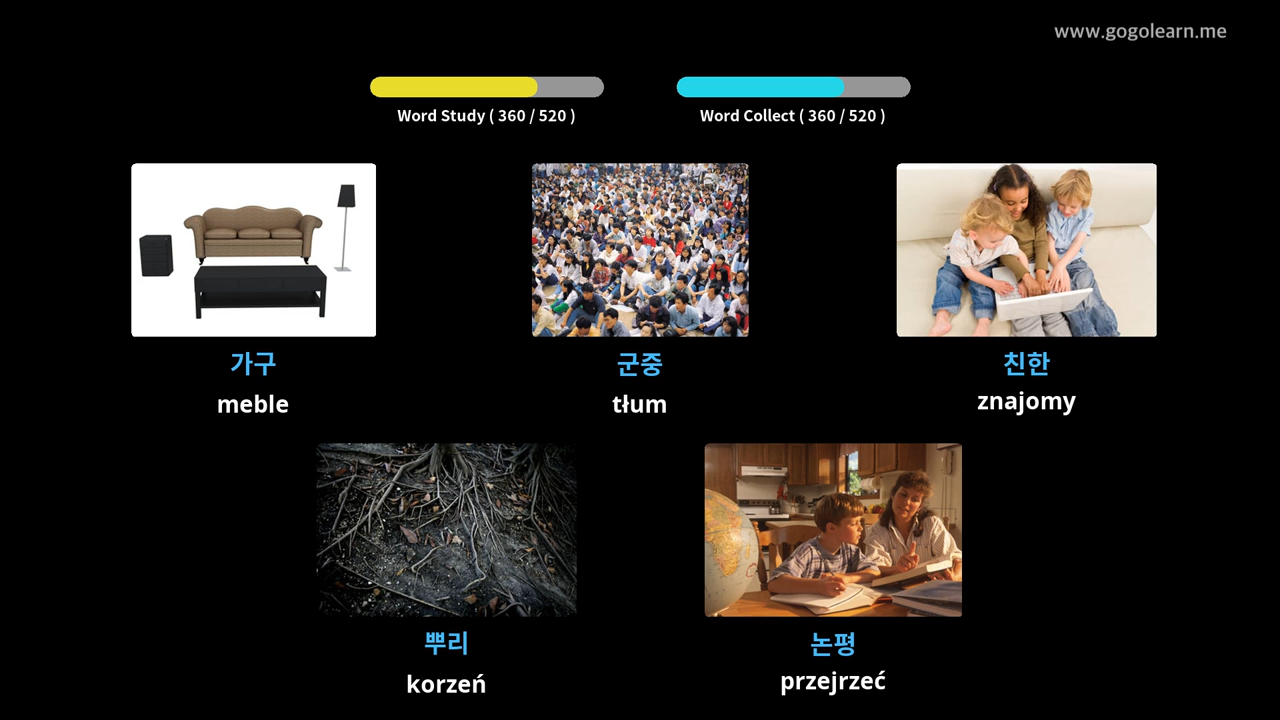 www.gogolearn.me
Word Study ( 360 / 520 )
Word Collect ( 360 / 520 )
가구
meble
군중
tłum
친한
znajomy
뿌리
korzeń
논평
przejrzeć